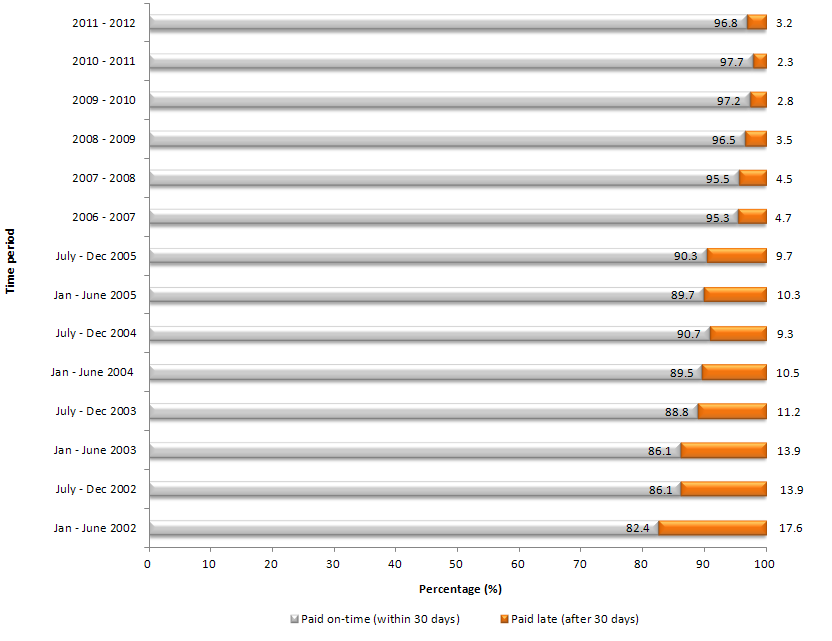 2011 - 2012 96.8 3.2
2010 - 2011 97.7 2.3
2009 - 2010 97.2 2.8
2008 - 2009 96.5 3.5
2007 - 2008 95.5 4.5
2006 - 2007 95.3 4.7
July - Dec 2005 90.3 9.7
Jan - June 2005 89.7 10.3
July - Dec 2004 90.7 9.3
Jan - June 2004 89.5 10.5
July - Dec 2003 88.8 11.2
Jan - June 2003 86.1 13.9
July - Dec 2002 86.1 13.9
Jan - June 2002 82.4 17.6
Time period
0 10 20 30 40 50 60 70 80 90 100
Percentage (%)
Paid on-time (within 30 days) Paid late (after 30 days)